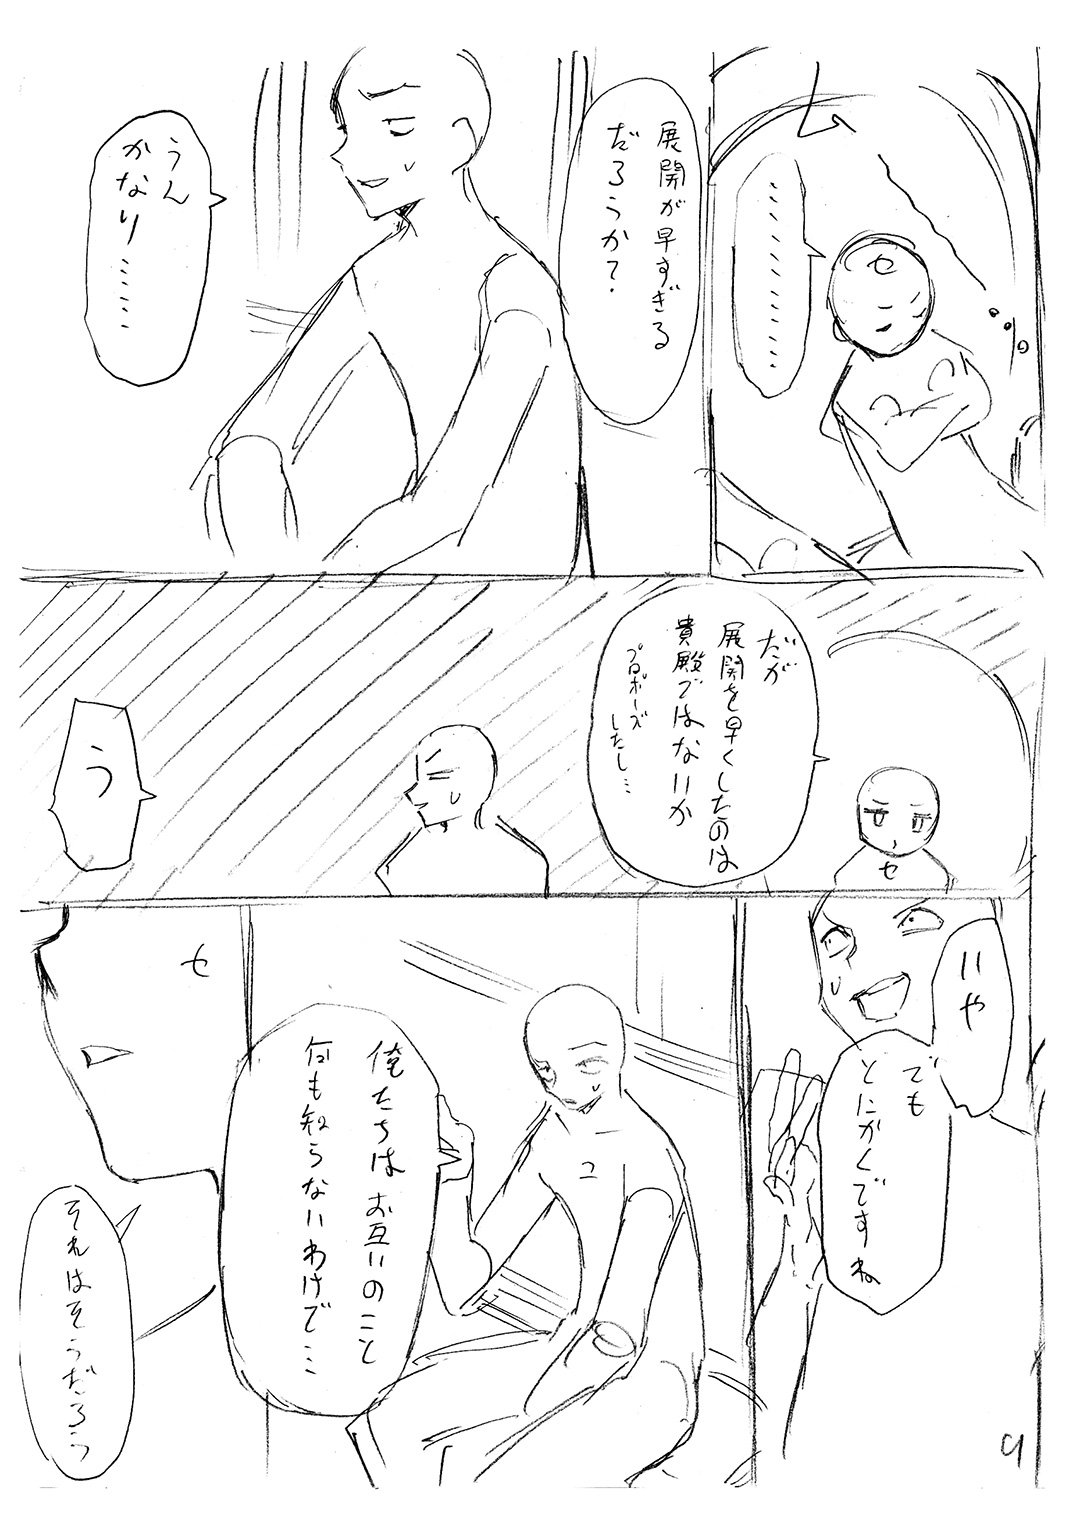 セ
…………
展開が早すぎる
だろうか？
うん
かなり……
だが
展開を早くしたのは
貴殿ではないか
プロポーズ
したし…
セ
う
いや
でも
とにかくですね
ユ
俺たちはお互いのこと
何も知らないわけで…
セ
それはそうだろう
9